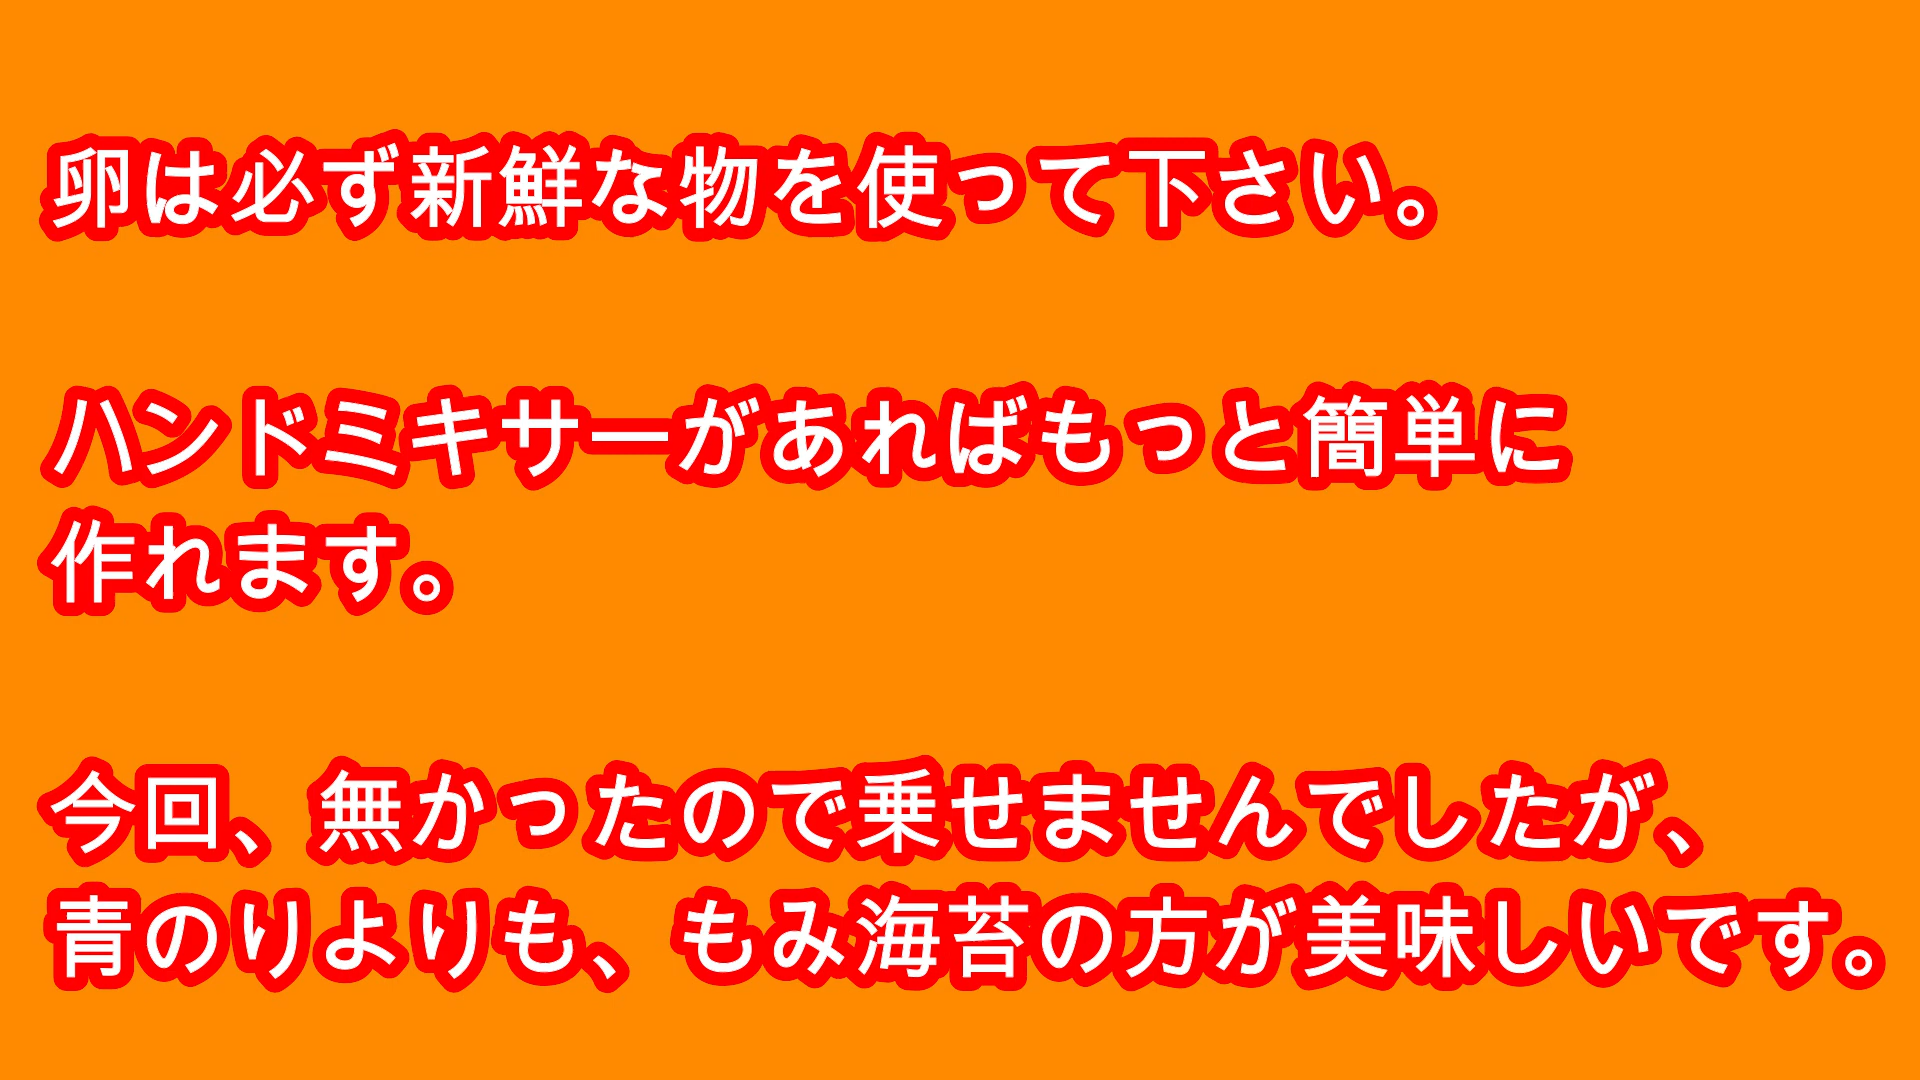 卵は必ず新鮮な物を使って下さい。
ハンドミキサーがあればもっと簡単に
作れます。
今回、無かったので乗せませんでしたが、
青のりよりも、もみ海苔の方が美味しいです。